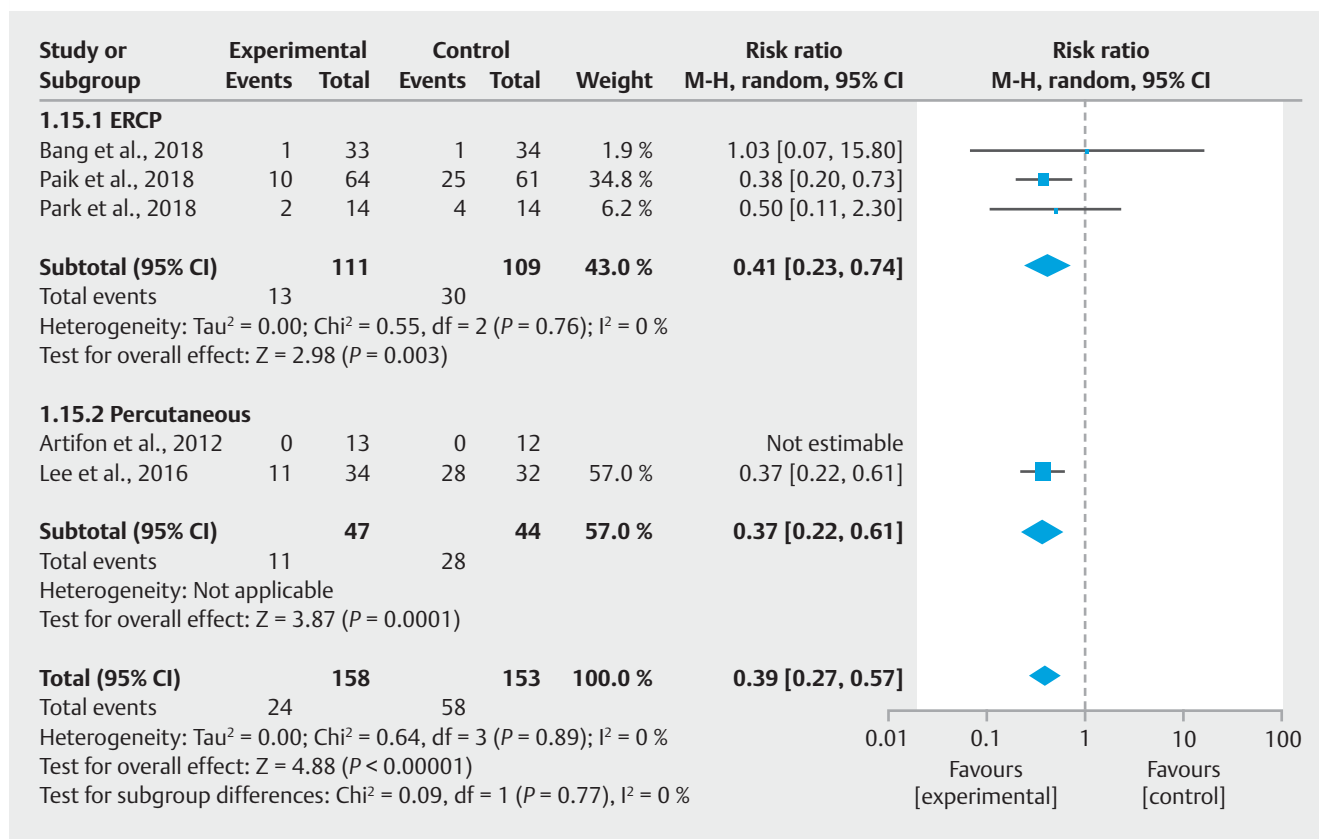 Study or Experimental Control Risk ratio Risk ratio
Subgroup Events Total Events Total Weight M-H, random, 95% CI M-H, random, 95% CI
1.15.1 ERCP
Bang et al., 2018 1 33 1 34 1.9 % 1.03 [0.07, 15.80]
Paik et al., 2018 10 64 25 61 34.8 % 0.38 [0.20, 0.73]
Park et al., 2018 2 14 4 14 6.2 % 0.50 [0.11, 2.30]
Subtotal (95% CI) 111 109 43.0 % 0.41 [0.23, 0.74]
Total events 13 30
Heterogeneity: Tau² = 0.00; Chi² = 0.55, df = 2 (P = 0.76); I² = 0 %
Test for overall effect: Z = 2.98 (P = 0.003)
1.15.2 Percutaneous
Artifon et al., 2012 0 13 0 12 Not estimable
Lee et al., 2016 11 34 28 32 57.0 % 0.37 [0.22, 0.61]
Subtotal (95% CI) 47 44 57.0 % 0.37 [0.22, 0.61]
Total events 11 28
Heterogeneity: Not applicable
Test for overall effect: Z = 3.87 (P = 0.0001)
Total (95% CI) 158 153 100.0 % 0.39 [0.27, 0.57]
Total events 24 58
Heterogeneity: Tau² = 0.00; Chi² = 0.64, df = 3 (P = 0.89); I² = 0 %
Test for overall effect: Z = 4.88 (P < 0.00001)
Test for subgroup differences: Chi² = 0.09, df = 1 (P = 0.77), I² = 0 %
0.01 0.1 1 10 100
Favours Favours
[experimental] [control]